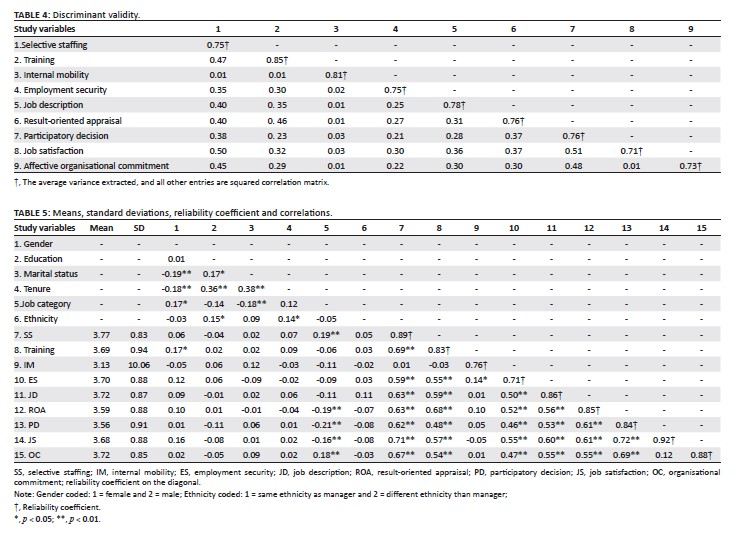 TABLE 4: Discriminant validity.
Study variables 1 2 3 4 5 6 7 8 9
1.Selective staffing 0.75† - - - - - - - -
2. Training 0.47 0.85† - - - - - - -
3. Internal mobility 0.01 0.01 0.81† - - - - - -
4. Employment security 0.35 0.30 0.02 0.75† - - - - -
5. Job description 0.40 0. 35 0.01 0.25 0.78† - - - -
6. Result-oriented appraisal 0.40 0. 46 0.01 0.27 0.31 0.76† - - -
7. Participatory decision 0.38 0. 23 0.03 0.21 0.28 0.37 0.76† - -
8. Job satisfaction 0.50 0.32 0.03 0.30 0.36 0.37 0.51 0.71† -
9. Affective organisational commitment 0.45 0.29 0.01 0.22 0.30 0.30 0.48 0.01 0.73†
†, The average variance extracted, and all other entries are squared correlation matrix.
TABLE 5: Means, standard deviations, reliability coefficient and correlations.
Study variables Mean SD 1 2 3 4 5 6 7 8 9 10 11 12 13 14 15
1. Gender - - - - - - - - - - - - - - - - -
2. Education - - 0.01 - - - - - - - - - - - - - -
3. Marital status - - -0.19** 0.17* - - - - - - - - - - - - -
4. Tenure - - -0.18** 0.36** 0.38** - - - - - - - - - - - -
5.Job category - - 0.17* -0.14 -0.18** 0.12 - - - - - - - - - - -
6. Ethnicity - - -0.03 0.15* 0.09 0.14* -0.05 - - - - - - - - - -
7. SS 3.77 0.83 0.06 -0.04 0.02 0.07 0.19** 0.05 0.89† - - - - - - - -
8. Training 3.69 0.94 0.17* 0.02 0.02 0.09 -0.06 0.03 0.69** 0.83† - - - - - - -
9. IM 3.13 10.06 -0.05 0.06 0.12 -0.03 -0.11 -0.02 0.01 -0.03 0.76† - - - - - -
10. ES 3.70 0.88 0.12 0.06 -0.09 -0.02 -0.09 0.03 0.59** 0.55** 0.14* 0.71† - - - - -
11. JD 3.72 0.87 0.09 -0.01 0.02 0.06 -0.11 0.11 0.63** 0.59** 0.01 0.50** 0.86† - - - -
12. ROA 3.59 0.88 0.10 0.01 -0.01 -0.04 -0.19** -0.07 0.63** 0.68** 0.10 0.52** 0.56** 0.85† - - -
13. PD 3.56 0.91 0.01 -0.11 0.06 0.01 -0.21** -0.08 0.62** 0.48** 0.05 0.46** 0.53** 0.61** 0.84† - -
14. JS 3.68 0.88 0.16 -0.08 0.01 0.02 -0.16** -0.08 0.71** 0.57** -0.05 0.55** 0.60** 0.61** 0.72** 0.92† -
15. OC 3.72 0.85 0.02 -0.05 0.09 0.02 0.18** -0.03 0.67** 0.54** 0.01 0.47** 0.55** 0.55** 0.69** 0.12 0.88†
SS, selective staffing; IM, internal mobility; ES, employment security; JD, job description; ROA, result-oriented appraisal; PD, participatory decision; JS, job satisfaction; OC, organisational
commitment; reliability coefficient on the diagonal.
Note: Gender coded: 1 = female and 2 = male; Ethnicity coded: 1 = same ethnicity as manager and 2 = different ethnicity than manager;
†, Reliability coefficient.
*, p < 0.05; **, p < 0.01.